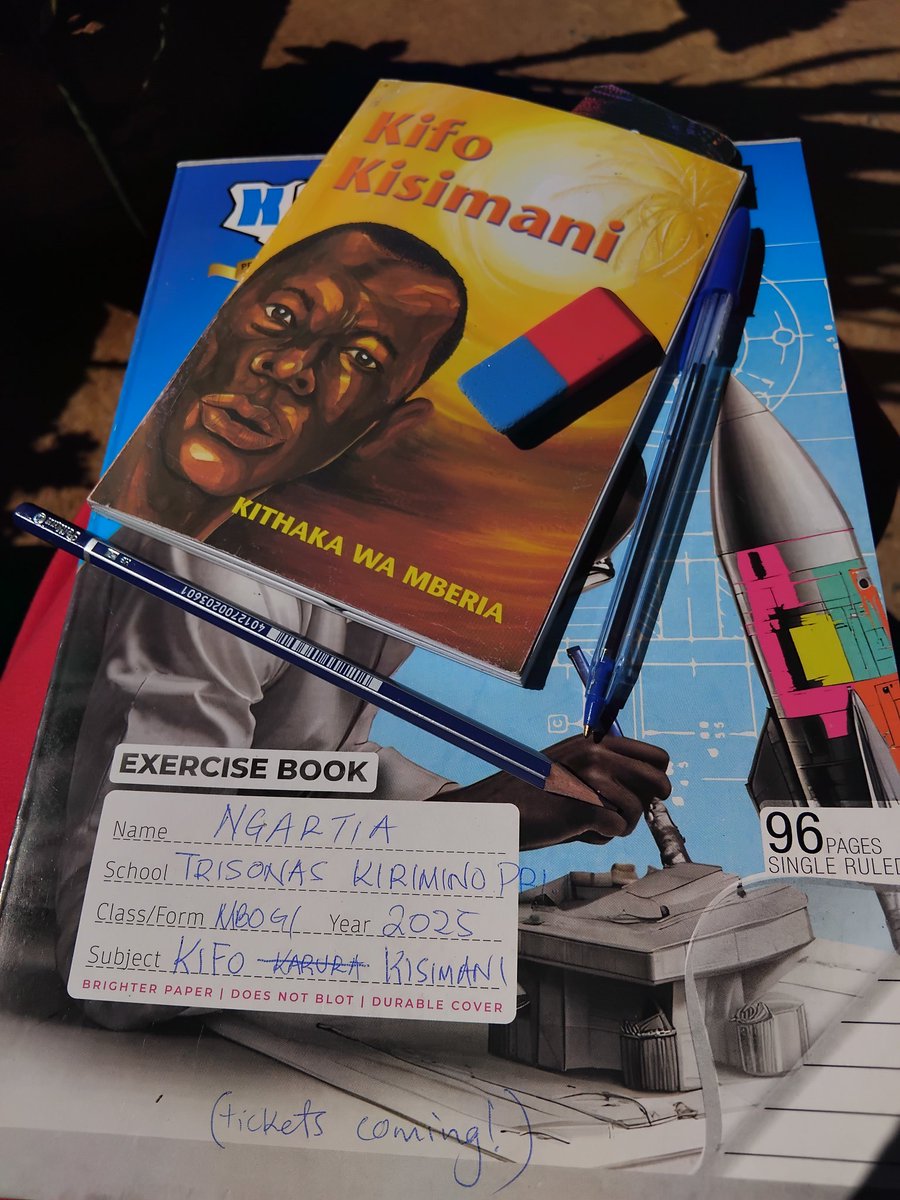 Kifo
Kisimani
KITHAKA WA MBERIA
4012700203601
EXERCISE BOOK
Name NGARTIA
School TRISONAS KIRIMINO PRI
Class/Form MBOGI Year 2025
Subject KIFO KARURA KISIMANI
BRIGHTER PAPER | DOES NOT BLOT | DURABLE COVER
96 PAGES
SINGLE RULED
(tickets coming!)